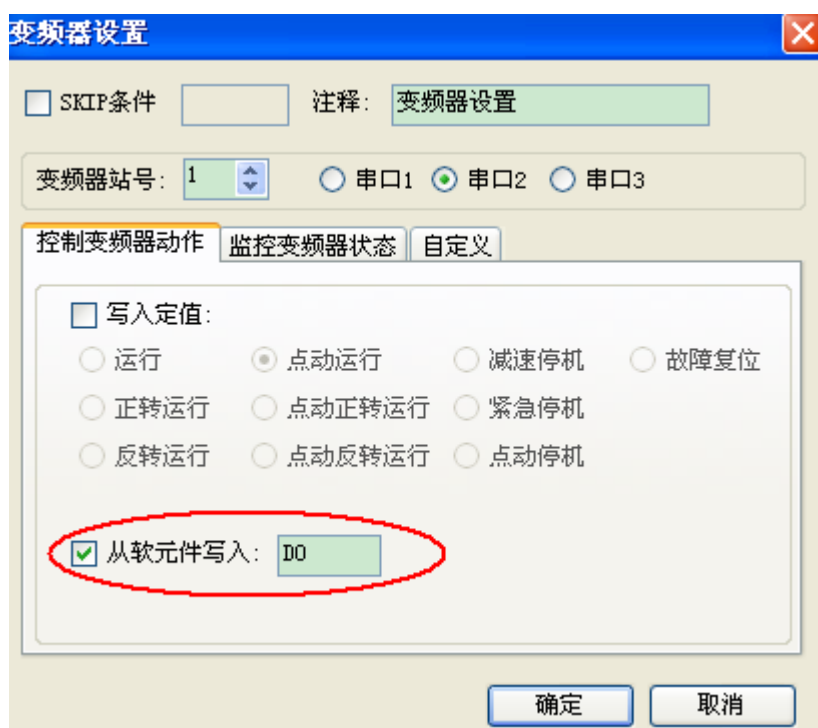 变频器设置
SKIP条件 注释: 变频器设置
变频器站号: 1 串口1 串口2 串口3
控制变频器动作 监控变频器状态 自定义
写入定值:
运行 点动运行 减速停机 故障复位
正转运行 点动正转运行 紧急停机
反转运行 点动反转运行 点动停机
从软元件写入: D0
确定 取消